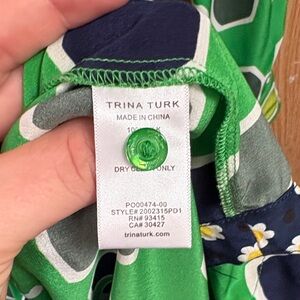 TRINA TURK
MADE IN CHINA
DRY ONLY
PO00474-00
STYLE# 2002315PD1
RN# 93415
CA# 30427
trinaturk.com